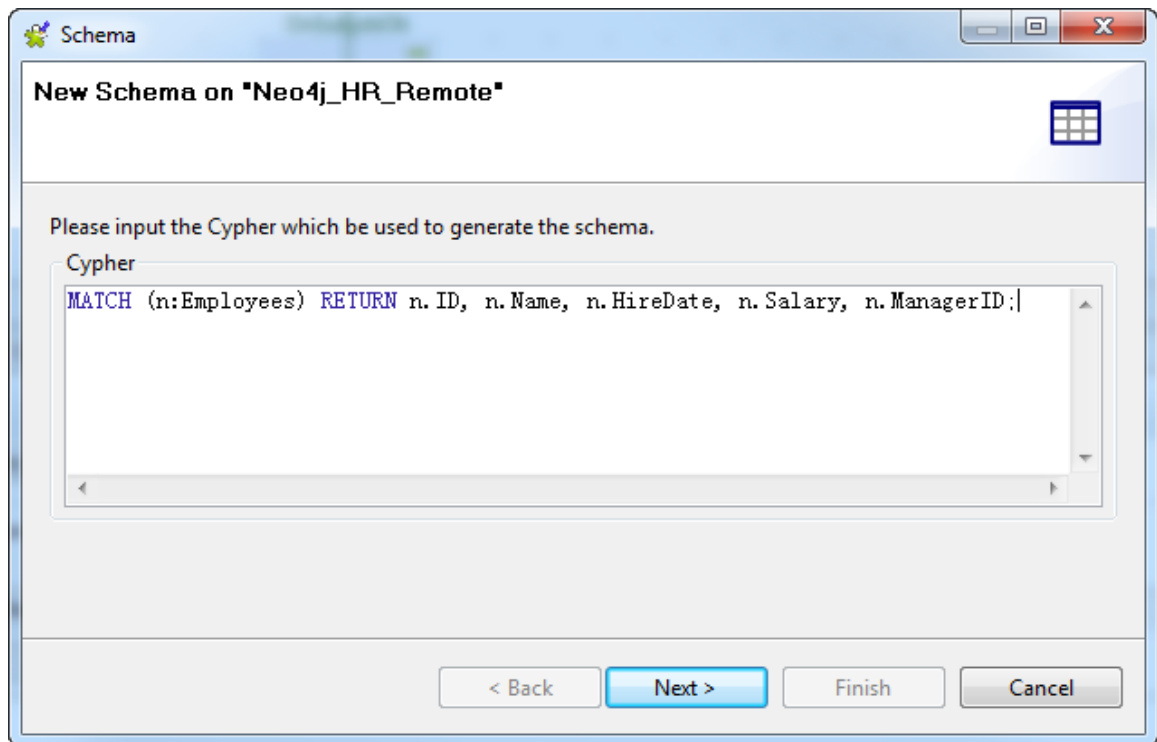 Schema
New Schema on "Neo4j_HR_Remote"
Please input the Cypher which be used to generate the schema.
Cypher
MATCH (n:Employees) RETURN n.ID, n.Name, n.HireDate, n.Salary, n.ManagerID;
< Back Next > Finish Cancel